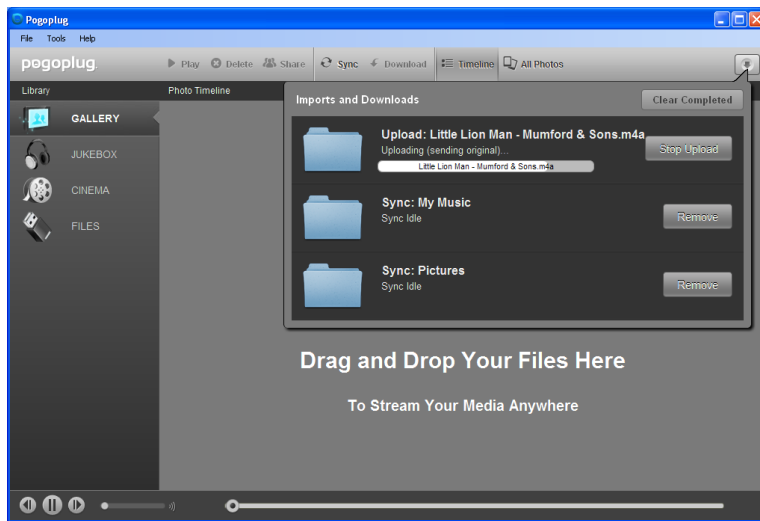 Pogoplug
File Tools Help
pogoplug
Play Delete Share Sync Download Timeline All Photos
Library Photo Timeline
Imports and Downloads Clear Completed
GALLERY
Upload: Little Lion Man - Mumford & Sons.m4a
Uploading (sending original)...
Stop Upload
Little Lion Man - Mumford & Sons.m4a
JUKEBOX
CINEMA
FILES
Sync: My Music
Sync Idle
Remove
Sync: Pictures
Sync Idle
Remove
Drag and Drop Your Files Here
To Stream Your Media Anywhere